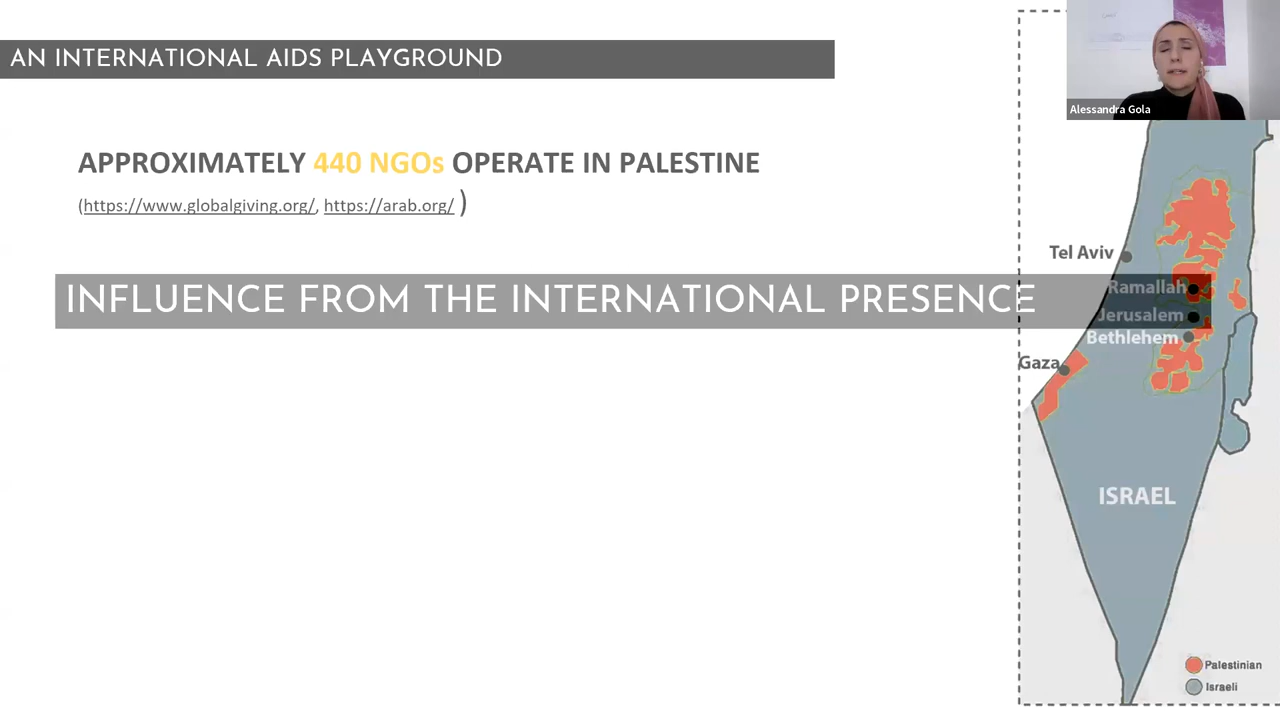 AN INTERNATIONAL AIDS PLAYGROUND
Alessandra Gola
APPROXIMATELY 440 NGOs OPERATE IN PALESTINE
(https://www.globalgiving.org/, https://arab.org/ )
Tel Aviv
INFLUENCE FROM THE INTERNATIONAL PRESENCE
Ramallah
Jerusalem
Bethlehem
Gaza
ISRAEL
Palestinian
Israeli